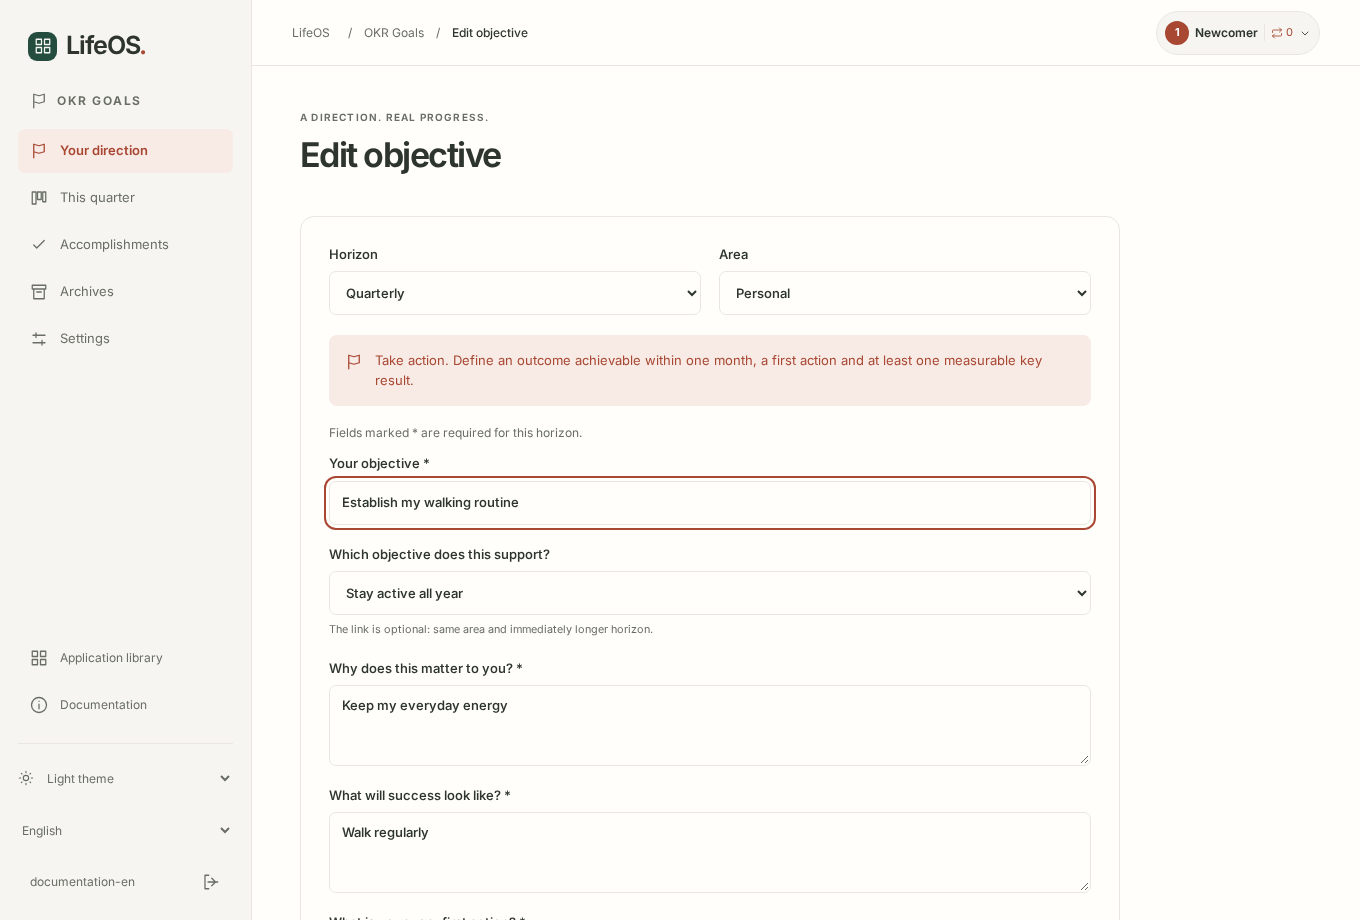 LifeOS.
OKR GOALS
Your direction
This quarter
Accomplishments
Archives
Settings
Application library
Documentation
Light theme
English
documentation-en
LifeOS / OKR Goals / Edit objective
1 Newcomer 0
A DIRECTION. REAL PROGRESS.
Edit objective
Horizon
Quarterly
Area
Personal
Take action. Define an outcome achievable within one month, a first action and at least one measurable key
result.
Fields marked * are required for this horizon.
Your objective *
Establish my walking routine
Which objective does this support?
Stay active all year
The link is optional: same area and immediately longer horizon.
Why does this matter to you? *
Keep my everyday energy
What will success look like? *
Walk regularly